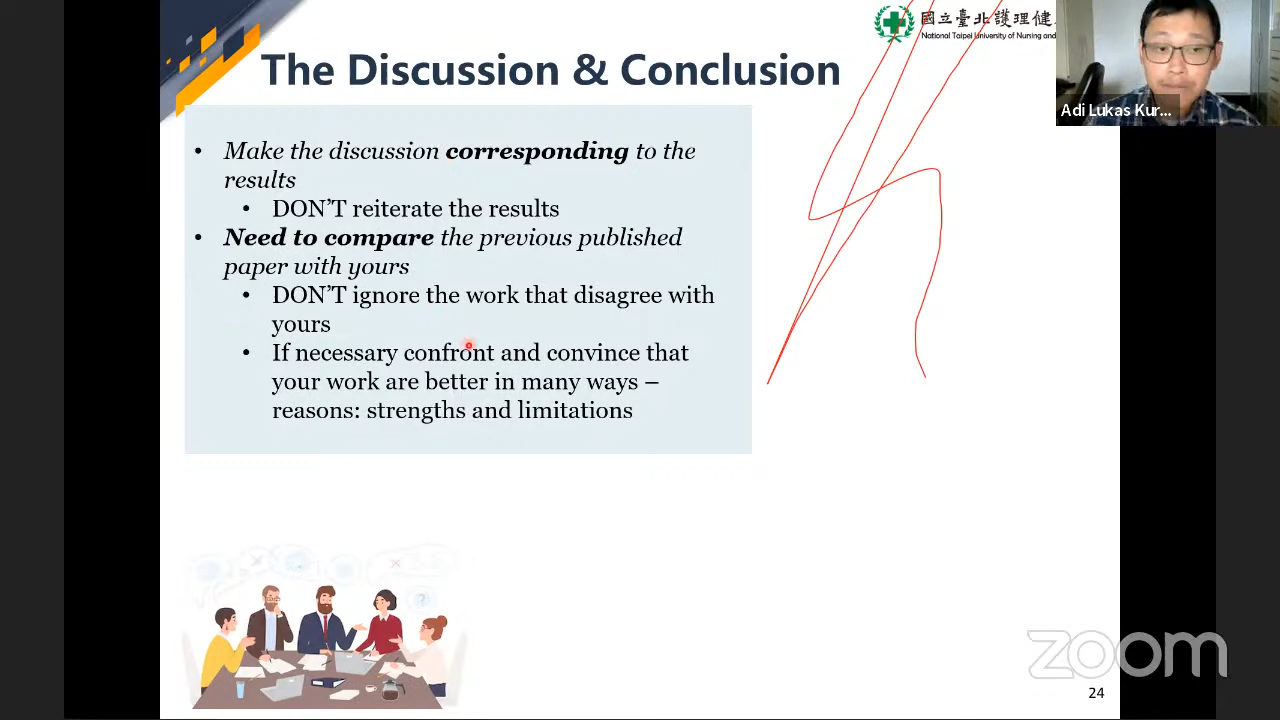 國立臺北護理健
National Taipei University of Nursing and
The Discussion & Conclusion
Adi Lukas Kur...
• Make the discussion corresponding to the
results
• DON'T reiterate the results
• Need to compare the previous published
paper with yours
• DON'T ignore the work that disagree with
yours
• If necessary confront and convince that
your work are better in many ways –
reasons: strengths and limitations
zoom
24